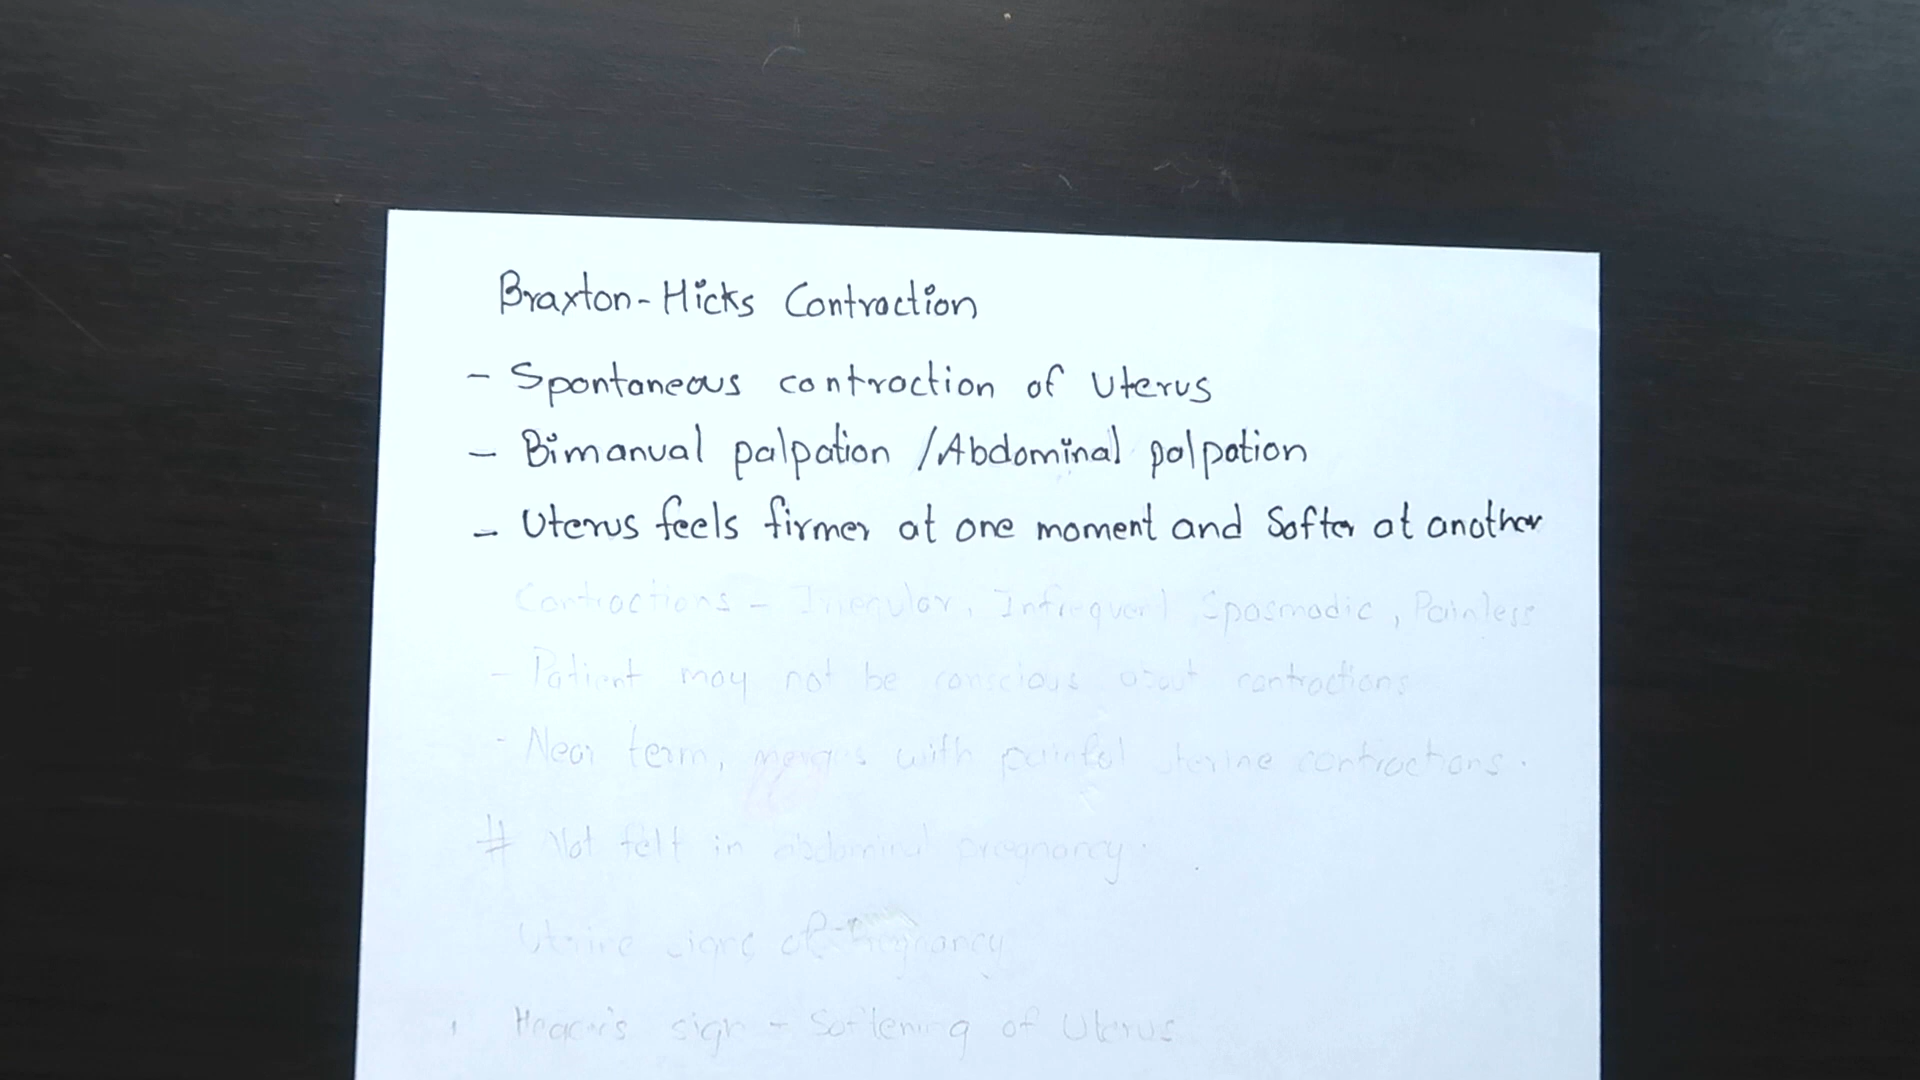 Braxton-Hicks Contraction
- Spontaneous contraction of Uterus
- Bimanual palpation /Abdominal palpation
- Uterus feels firmer at one moment and Softer at another
Contractions - Irregular, Infrequent Spasmodic, Painless
- Patient may not be conscious about contractions
- Near term, merges with painful uterine contractions.
# Not felt in abdominal pregnancy.
Uterine signs of Pregnancy
sign - Softening of Uterus